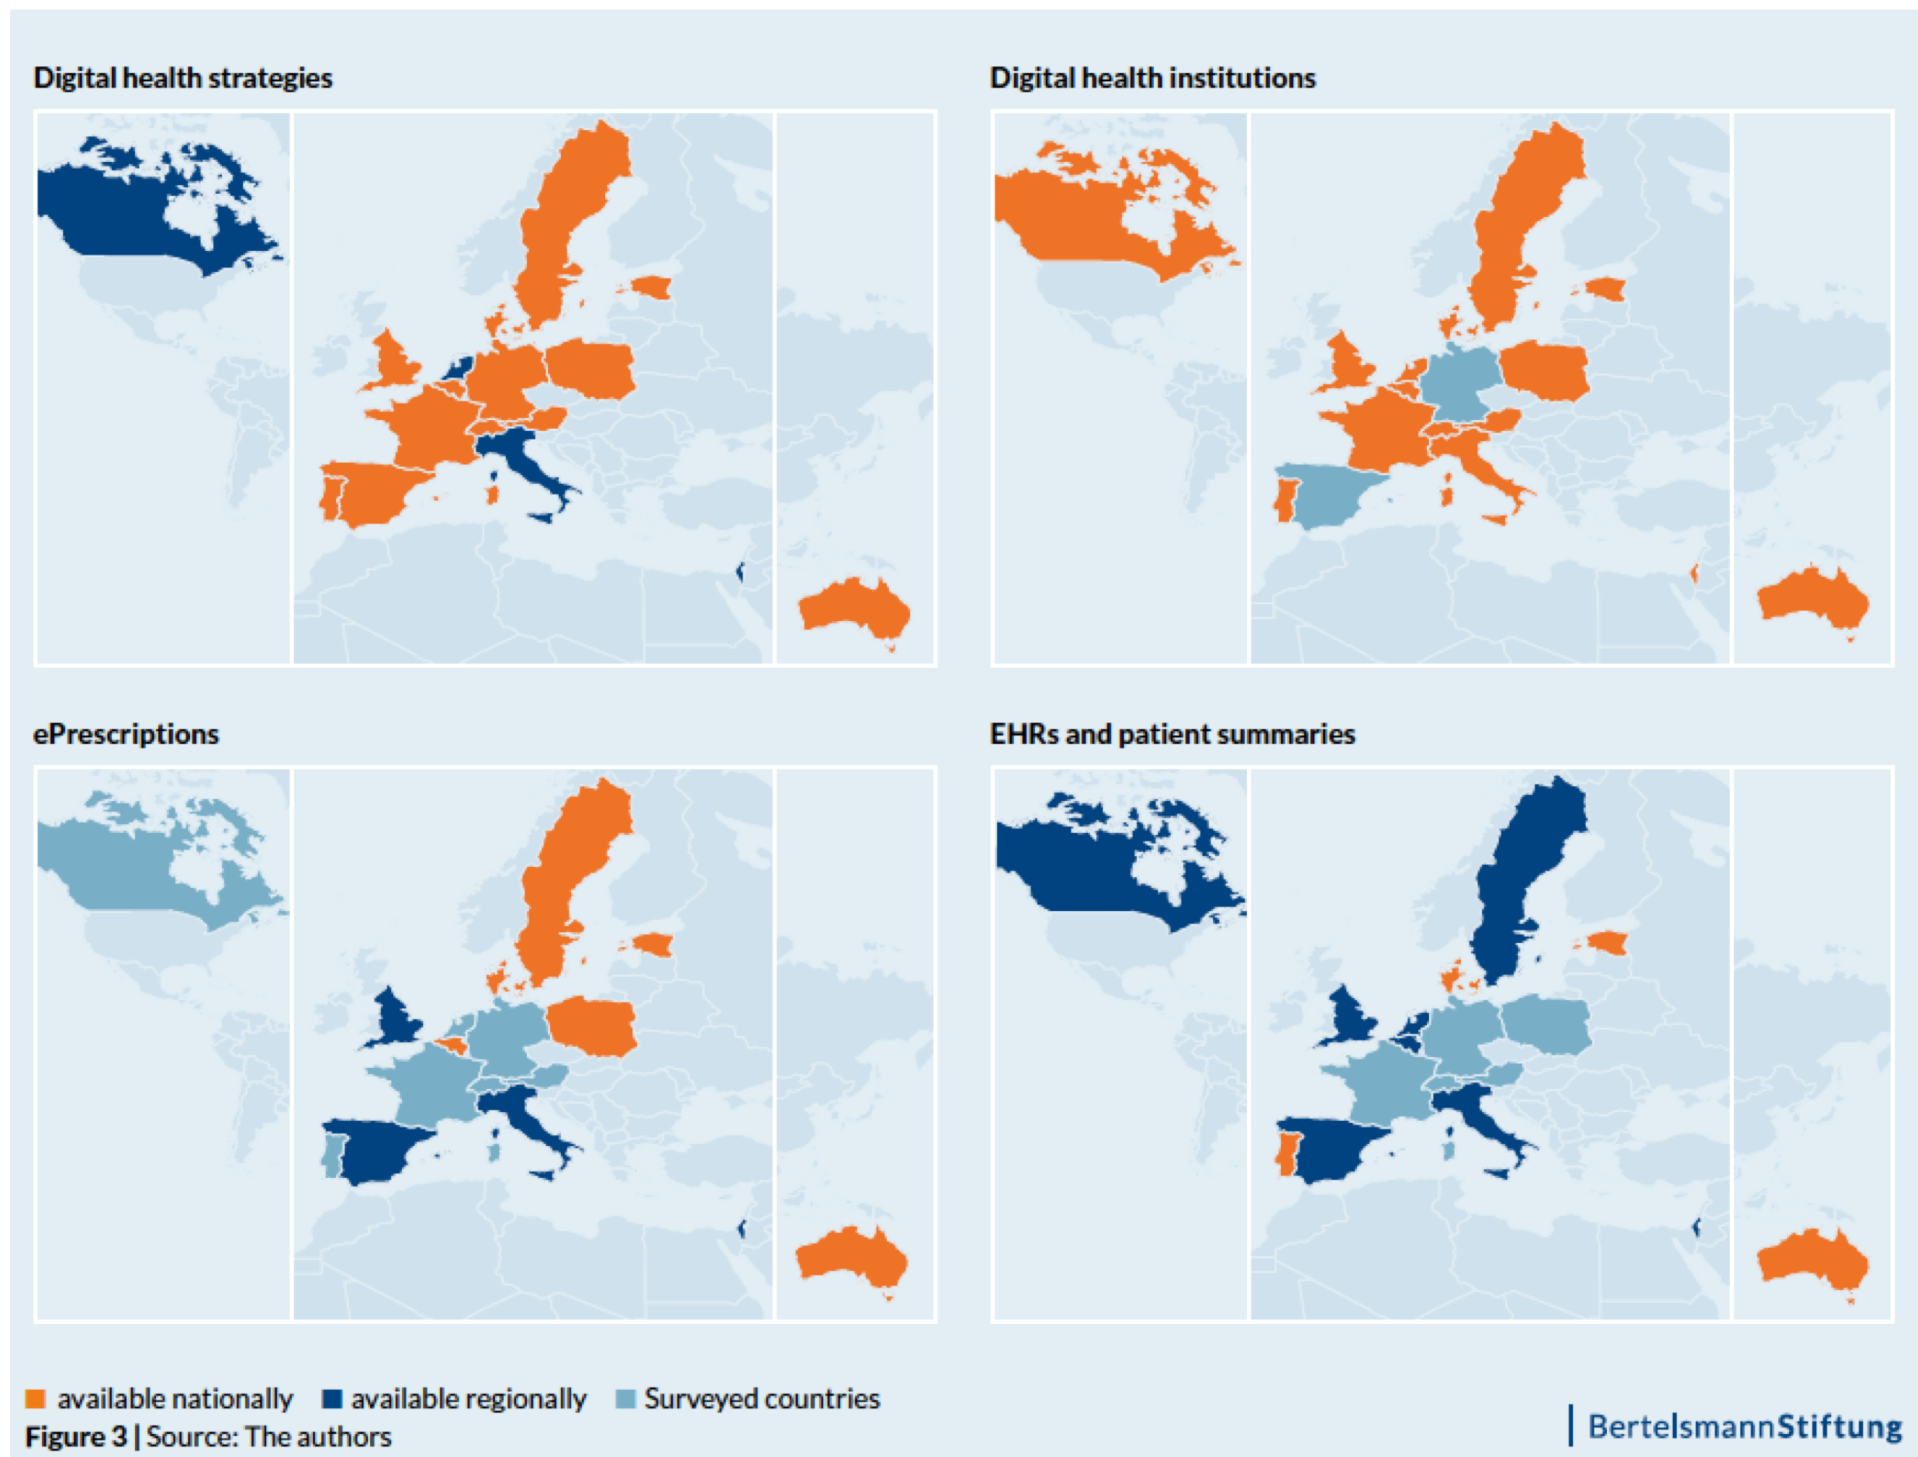 Digital health strategies
Digital health institutions
ePrescriptions
EHRs and patient summaries
available nationally available regionally Surveyed countries
Figure 3 | Source: The authors
BertelsmannStiftung